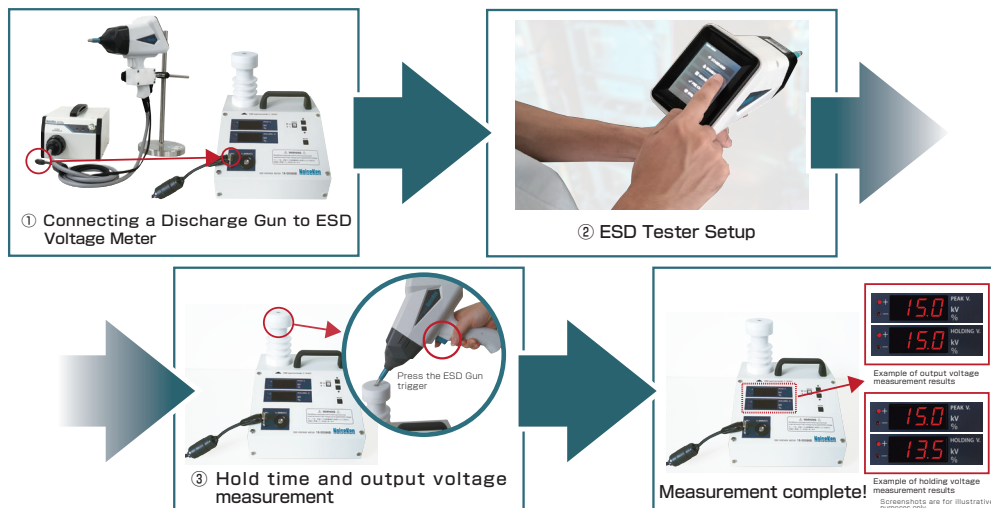 ① Connecting a Discharge Gun to ESD
Voltage Meter
② ESD Tester Setup
NoiseKen
⚠ WARNING ⚠
Press the ESD Gun
trigger
③ Hold time and output voltage
measurement
Measurement complete!
+
15.0
PEAK V.
kV
%
+
15.0
HOLDING V.
kV
%
Example of output voltage
measurement results
+
15.0
PEAK V.
kV
%
+
13.5
HOLDING V.
kV
%
Example of holding voltage
measurement results
Screenshots are for illustrative
purposes only